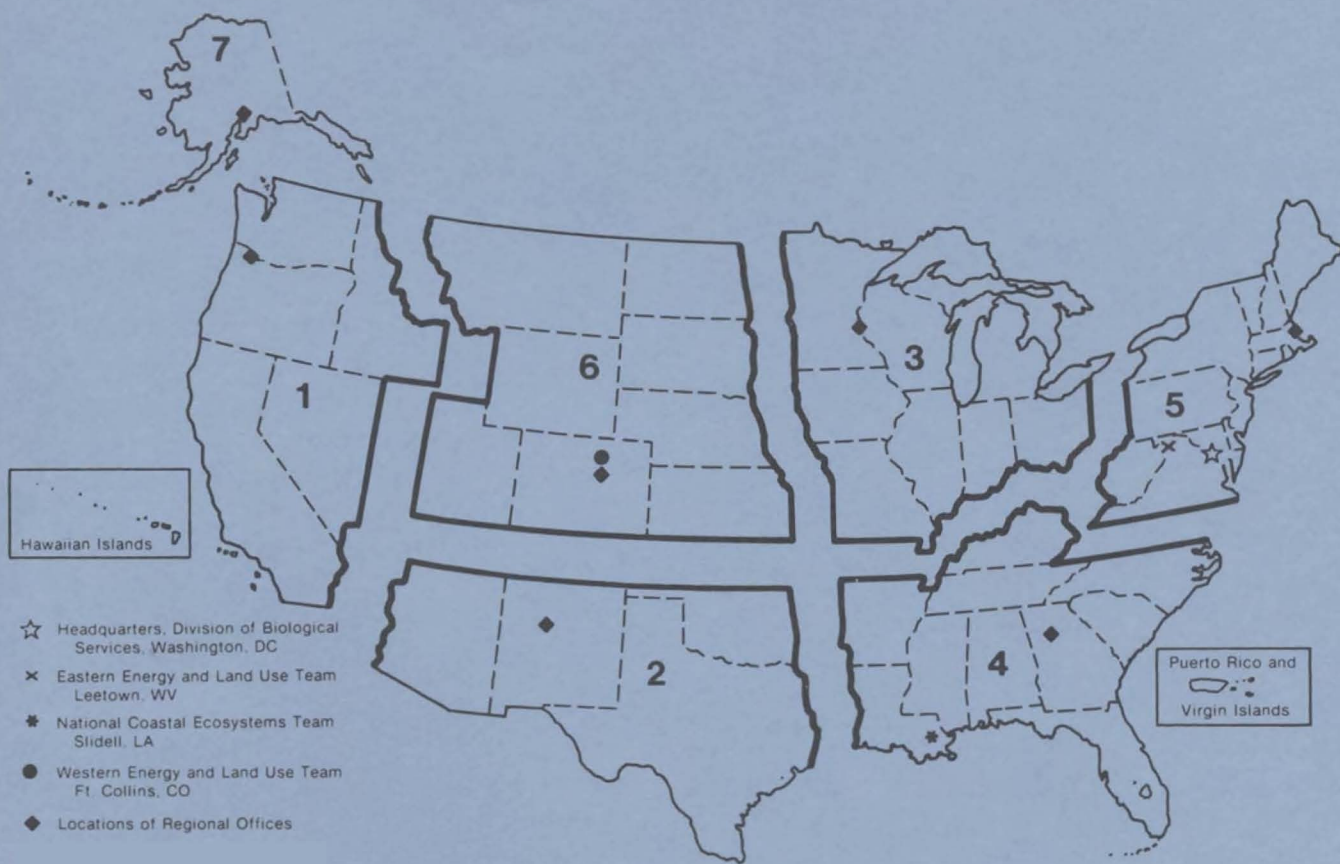 7
3
6
1
5
Hawaiian Islands
☆ Headquarters, Division of Biological
Services, Washington, DC
× Eastern Energy and Land Use Team
Leetown, WV
* National Coastal Ecosystems Team
Slidell, LA
● Western Energy and Land Use Team
Ft. Collins, CO
◆ Locations of Regional Offices
2
4
Puerto Rico and
Virgin Islands